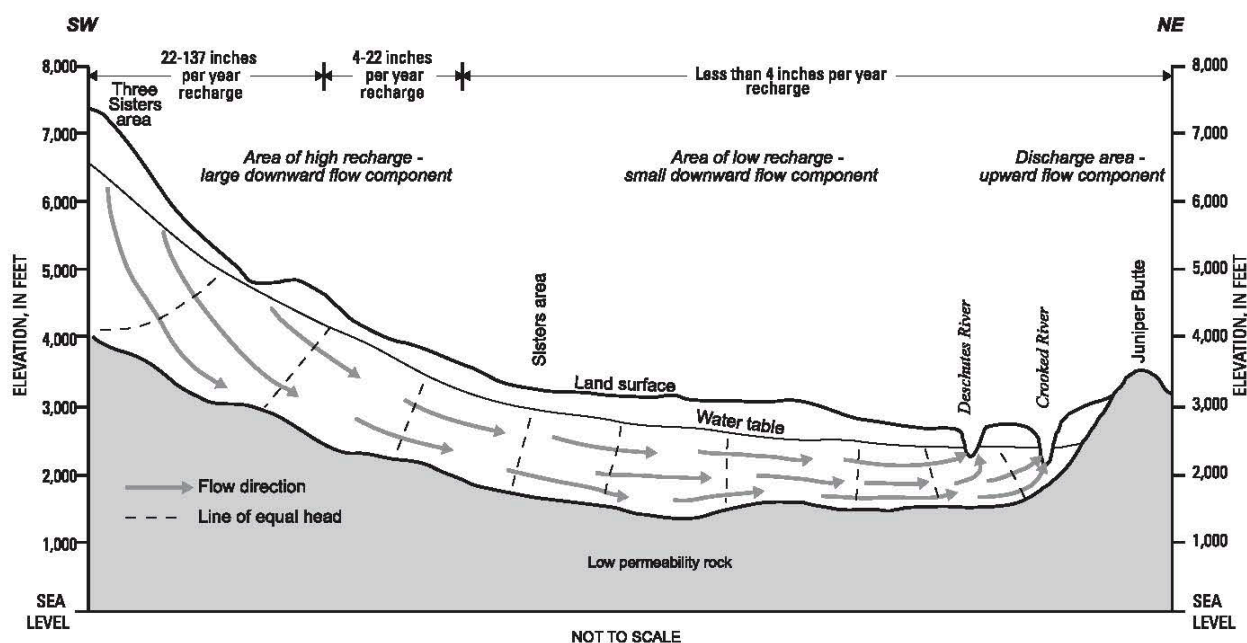 SW
NE
22-137 inches
per year
recharge
4-22 inches
per year
recharge
Less than 4 inches per year
recharge
8,000
7,000
6,000
5,000
4,000
3,000
2,000
1,000
SEA
LEVEL
ELEVATION, IN FEET
Three
Sisters
area
Area of high recharge -
large downward flow component
Area of low recharge -
small downward flow component
Discharge area -
upward flow component
Sisters area
Land surface
Water table
Deschutes River
Crooked River
Juniper Butte
Flow direction
Line of equal head
Low permeability rock
8,000
7,000
6,000
5,000
4,000
3,000
2,000
1,000
SEA
LEVEL
ELEVATION, IN FEET
NOT TO SCALE